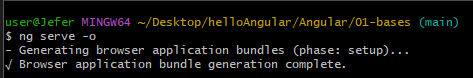 user@Jefer MINGW64 ~/Desktop/helloAngular/Angular/01-bases (main)
$ ng serve -o
- Generating browser application bundles (phase: setup)...
√ Browser application bundle generation complete.